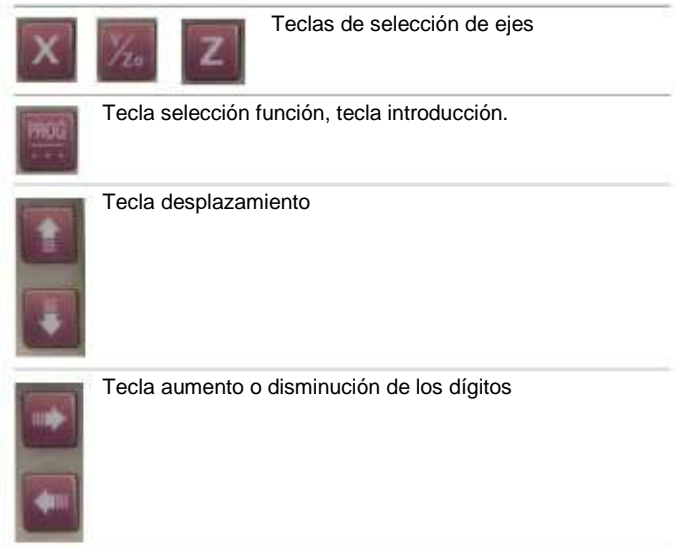 X Y/Zo Z Teclas de selección de ejes
PROG Tecla selección función, tecla introducción.
Tecla desplazamiento
Tecla aumento o disminución de los dígitos